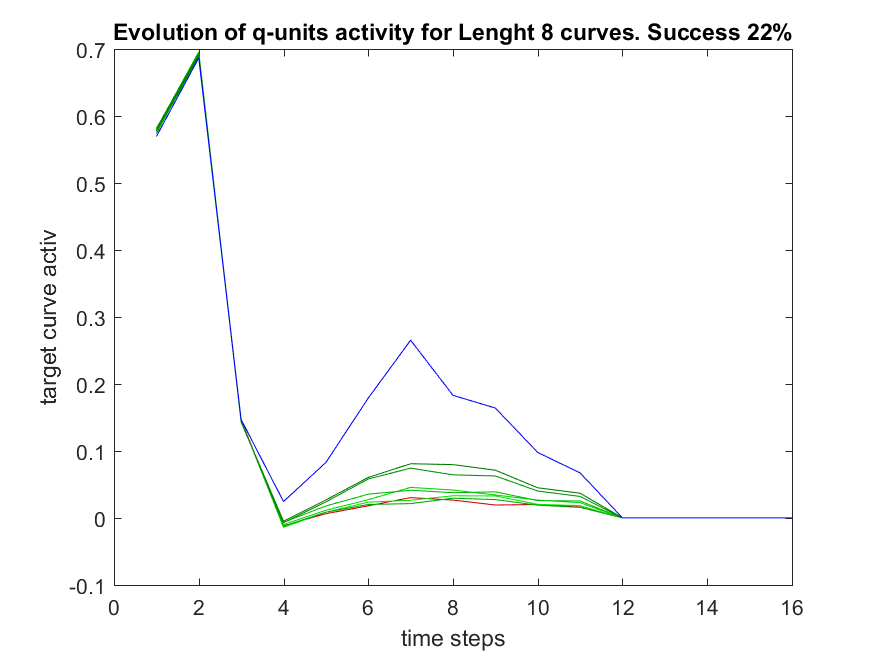 Evolution of q-units activity for Lenght 8 curves. Success 22%
0.7
0.6
0.5
0.4
0.3
0.2
0.1
0
-0.1
target curve activ
0 2 4 6 8 10 12 14 16
time steps